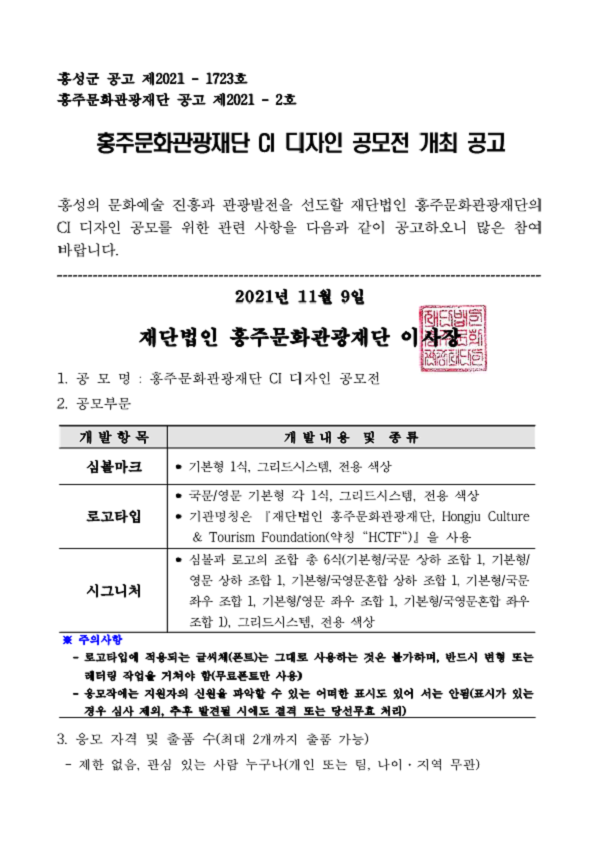 홍성군 공고 제2021 - 1723호
홍주문화관광재단 공고 제2021 - 2호
홍주문화관광재단 CI 디자인 공모전 개최 공고
홍성의 문화예술 진흥과 관광발전을 선도할 재단법인 홍주문화관광재단의
CI 디자인 공모를 위한 관련 사항을 다음과 같이 공고하오니 많은 참여
바랍니다.
2021년 11월 9일
재단법인 홍주문화관광재단 이사장
1. 공 모 명 : 홍주문화관광재단 CI 디자인 공모전
2. 공모부문
개 발 항 목 개 발 내 용 및 종 류
심볼마크 • 기본형 1식, 그리드시스템, 전용 색상
로고타입 • 국문/영문 기본형 각 1식, 그리드시스템, 전용 색상
• 기관명칭은 『재단법인 홍주문화관광재단, Hongju Culture
& Tourism Foundation(약칭 “HCTF“)』을 사용
시그니처 • 심볼과 로고의 조합 총 6식(기본형/국문 상하 조합 1, 기본형/
영문 상하 조합 1, 기본형/국영문혼합 상하 조합 1, 기본형/국문
좌우 조합 1, 기본형/영문 좌우 조합 1, 기본형/국영문혼합 좌우
조합 1), 그리드시스템, 전용 색상
※ 주의사항
- 로고타입에 적용되는 글씨체(폰트)는 그대로 사용하는 것은 불가하며, 반드시 변형 또는
레터링 작업을 거쳐야 함(무료폰트만 사용)
- 응모작에는 지원자의 신원을 파악할 수 있는 어떠한 표시도 있어 서는 안됨(표시가 있는
경우 심사 제외, 추후 발견될 시에도 결격 또는 당선무효 처리)
3. 응모 자격 및 출품 수(최대 2개까지 출품 가능)
- 제한 없음, 관심 있는 사람 누구나(개인 또는 팀, 나이·지역 무관)